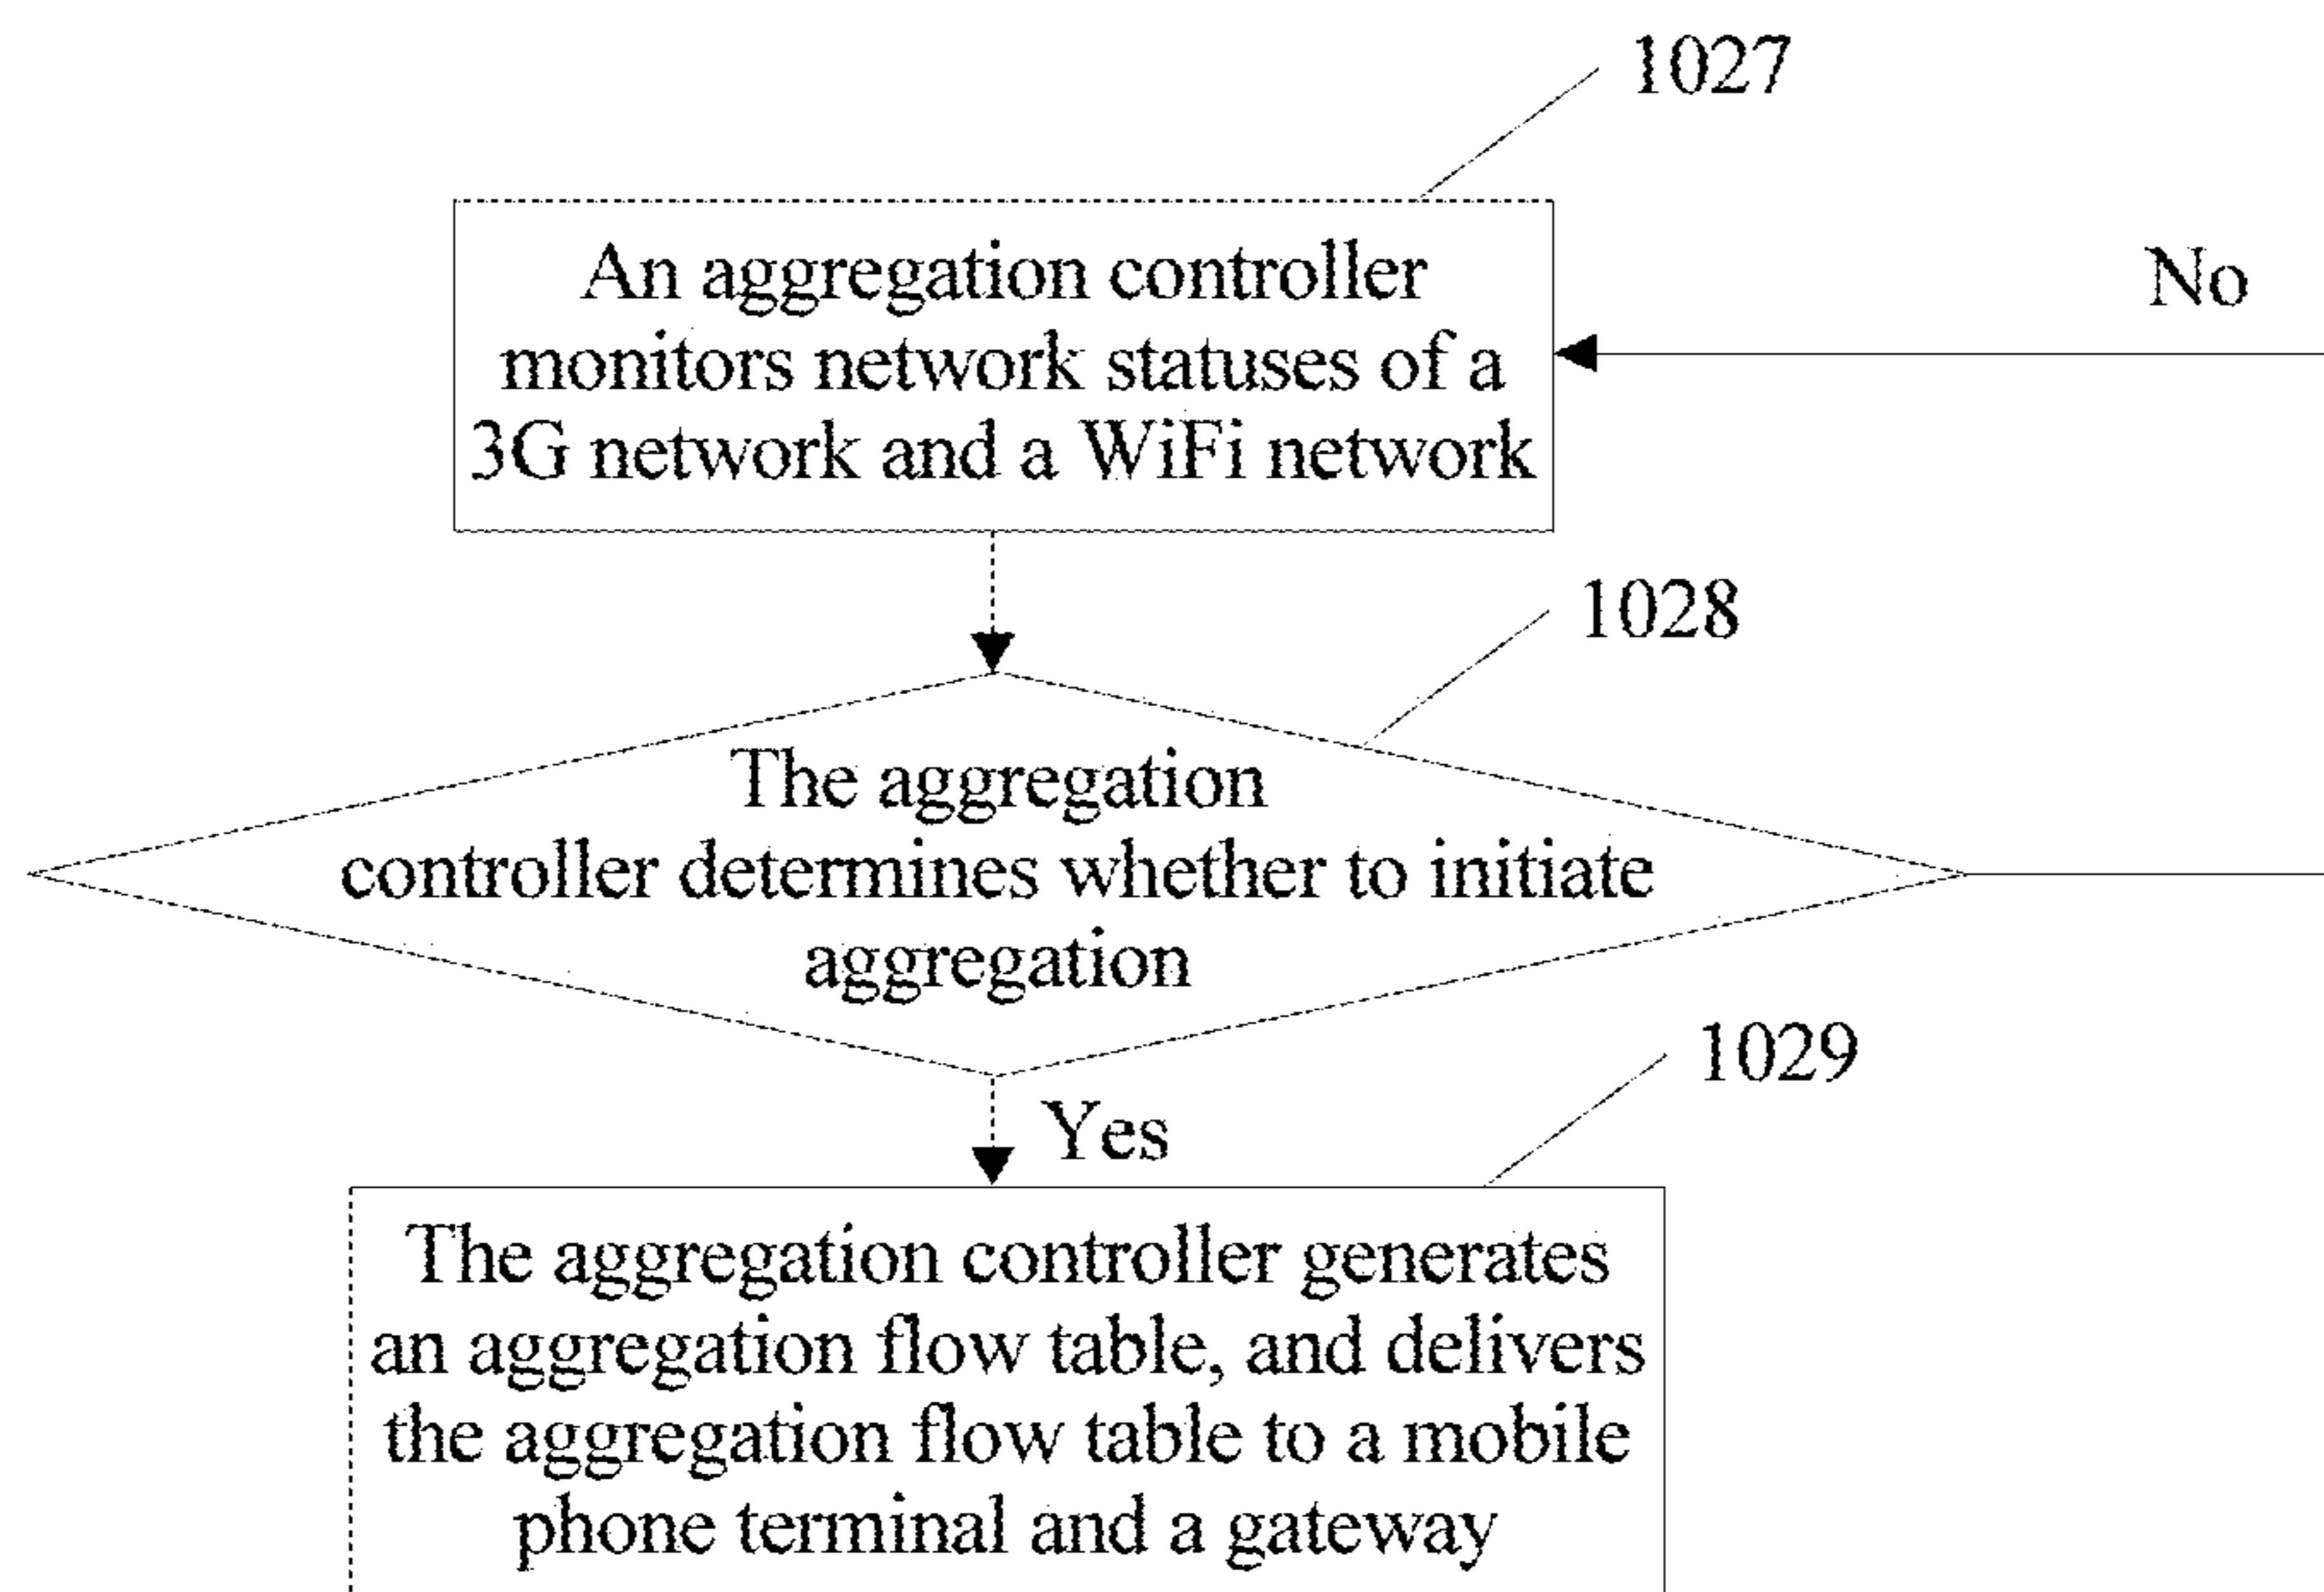 1027
An aggregation controller
monitors network statuses of a
3G network and a WiFi network
No
1028
The aggregation
controller determines whether to initiate
aggregation
1029
Yes
The aggregation controller generates
an aggregation flow table, and delivers
the aggregation flow table to a mobile
phone terminal and a gateway